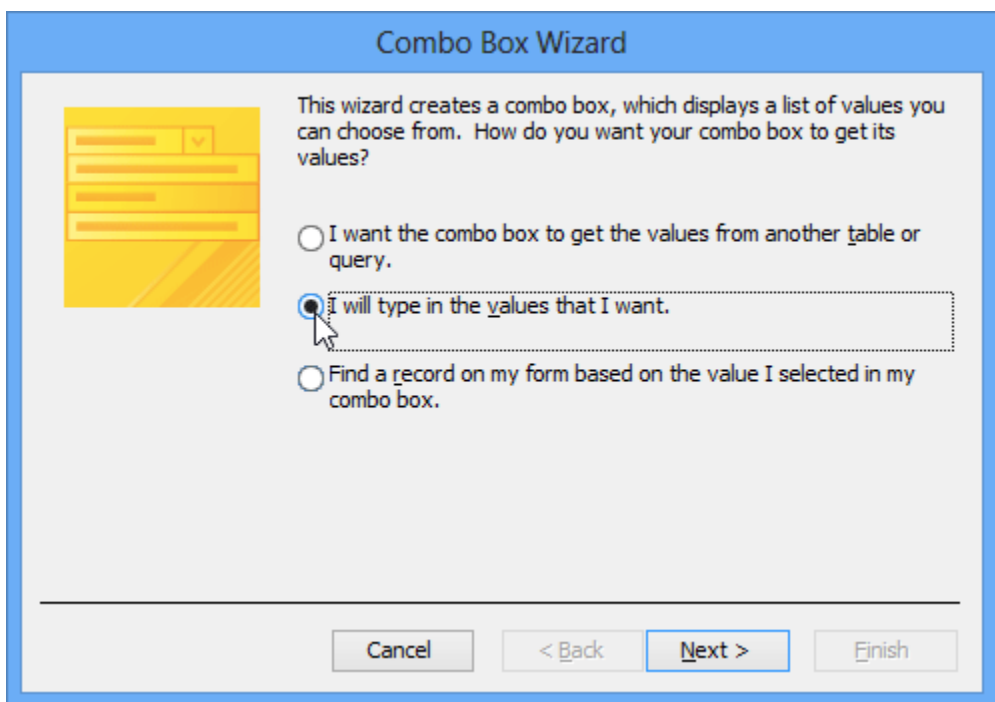 Combo Box Wizard
This wizard creates a combo box, which displays a list of values you
can choose from.  How do you want your combo box to get its
values?
I want the combo box to get the values from another table or
query.
I will type in the values that I want.
Find a record on my form based on the value I selected in my
combo box.
Cancel
< Back
Next >
Finish